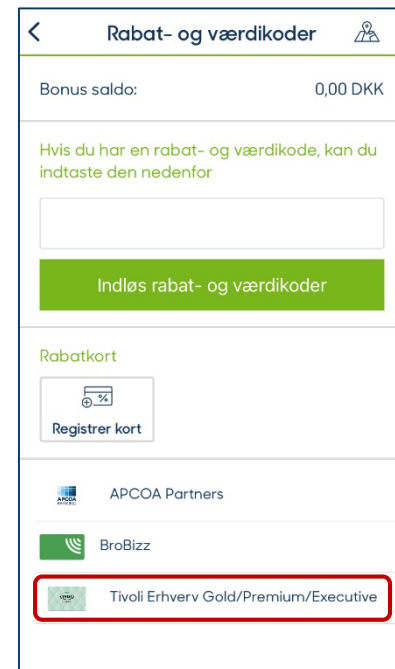 Rabat- og værdikoder
Bonus saldo: 0,00 DKK
Hvis du har en rabat- og værdikode, kan du
indtaste den nedenfor
Indløs rabat- og værdikoder
Rabatkort
%
Registrer kort
APCOA
APCOA Partners
BroBizz
Tivoli Erhverv Gold/Premium/Executive